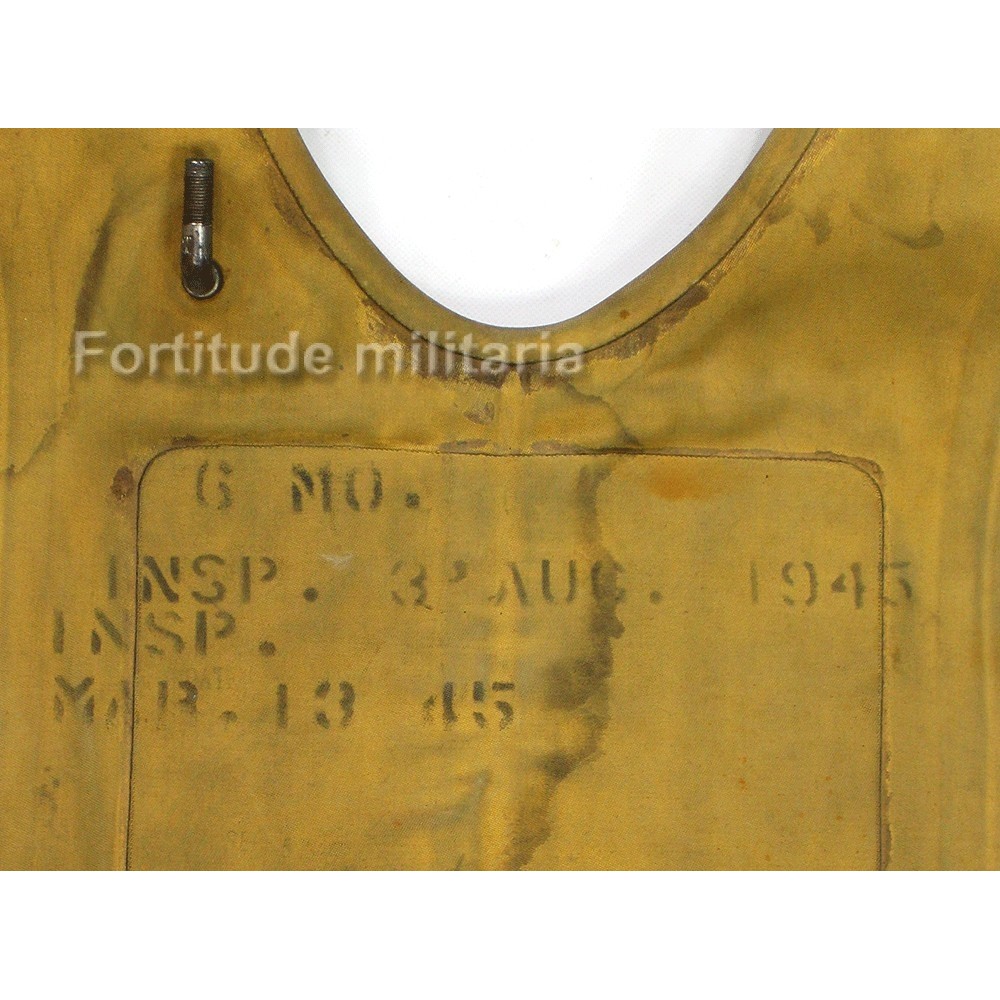 Fortitude militaria
6 MO.
INSP. 3 AUG. 1945
INSP.
MAR. 13 45